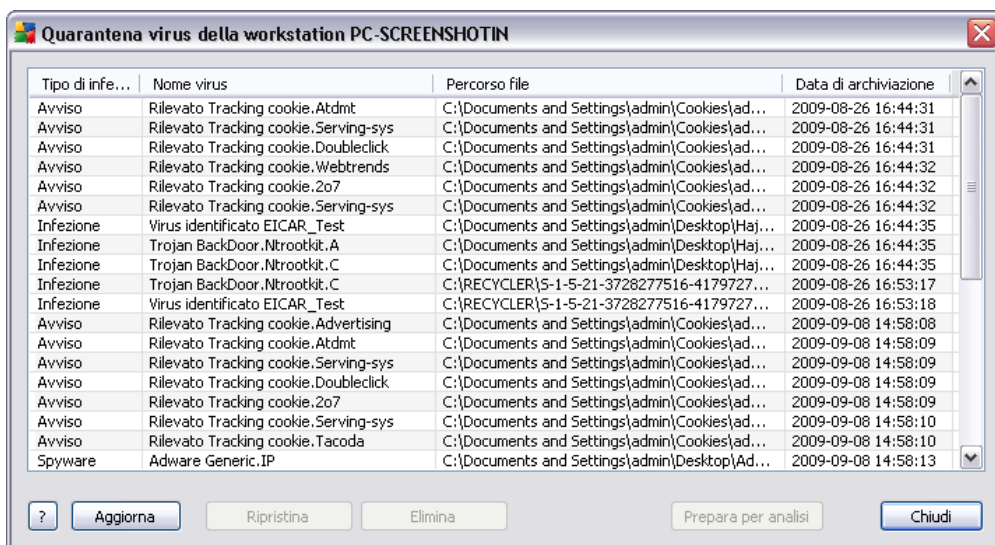 Quarantena virus della workstation PC-SCREENSHOTIN
Tipo di infe... Nome virus Percorso file Data di archiviazione
Avviso Rilevato Tracking cookie.Atdmt C:\Documents and Settings\admin\Cookies\ad... 2009-08-26 16:44:31
Avviso Rilevato Tracking cookie.Serving-sys C:\Documents and Settings\admin\Cookies\ad... 2009-08-26 16:44:31
Avviso Rilevato Tracking cookie.Doubleclick C:\Documents and Settings\admin\Cookies\ad... 2009-08-26 16:44:31
Avviso Rilevato Tracking cookie.Webtrends C:\Documents and Settings\admin\Cookies\ad... 2009-08-26 16:44:32
Avviso Rilevato Tracking cookie.2o7 C:\Documents and Settings\admin\Cookies\ad... 2009-08-26 16:44:32
Avviso Rilevato Tracking cookie.Serving-sys C:\Documents and Settings\admin\Cookies\ad... 2009-08-26 16:44:32
Infezione Virus identificato EICAR_Test C:\Documents and Settings\admin\Desktop\Haj... 2009-08-26 16:44:35
Infezione Trojan BackDoor.Ntrootkit.A C:\Documents and Settings\admin\Desktop\Haj... 2009-08-26 16:44:35
Infezione Trojan BackDoor.Ntrootkit.C C:\Documents and Settings\admin\Desktop\Haj... 2009-08-26 16:44:35
Infezione Trojan BackDoor.Ntrootkit.C C:\RECYCLER\S-1-5-21-3728277516-4179727... 2009-08-26 16:53:17
Infezione Virus identificato EICAR_Test C:\RECYCLER\S-1-5-21-3728277516-4179727... 2009-08-26 16:53:18
Avviso Rilevato Tracking cookie.Advertising C:\Documents and Settings\admin\Cookies\ad... 2009-09-08 14:58:08
Avviso Rilevato Tracking cookie.Atdmt C:\Documents and Settings\admin\Cookies\ad... 2009-09-08 14:58:09
Avviso Rilevato Tracking cookie.Serving-sys C:\Documents and Settings\admin\Cookies\ad... 2009-09-08 14:58:09
Avviso Rilevato Tracking cookie.Doubleclick C:\Documents and Settings\admin\Cookies\ad... 2009-09-08 14:58:09
Avviso Rilevato Tracking cookie.2o7 C:\Documents and Settings\admin\Cookies\ad... 2009-09-08 14:58:09
Avviso Rilevato Tracking cookie.Serving-sys C:\Documents and Settings\admin\Cookies\ad... 2009-09-08 14:58:10
Avviso Rilevato Tracking cookie.Tacoda C:\Documents and Settings\admin\Cookies\ad... 2009-09-08 14:58:10
Spyware Adware Generic.IP C:\Documents and Settings\admin\Desktop\Ad... 2009-09-08 14:58:13
? Aggiorna Ripristina Elimina Prepara per analisi Chiudi